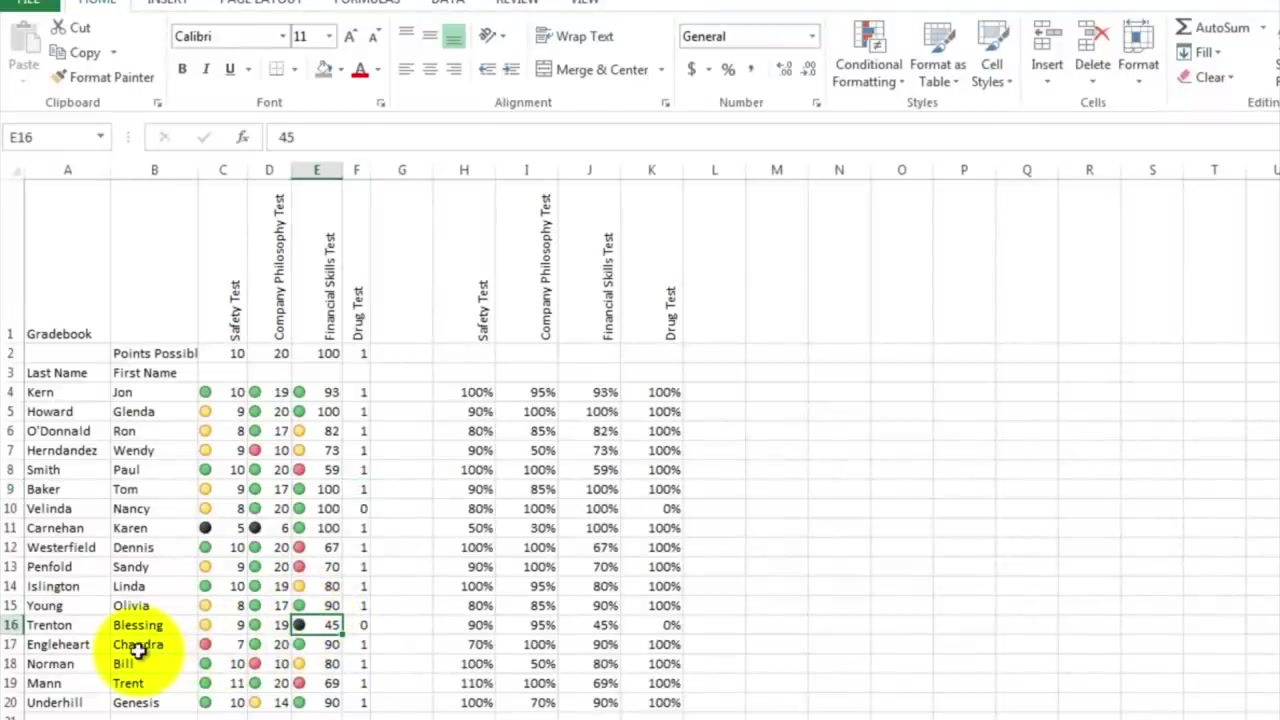 FILE HOME INSERT PAGE LAYOUT FORMULAS DATA REVIEW VIEW
Cut
Copy
Format Painter
Paste
Clipboard
Calibri 11
B I U
Font
Wrap Text
Merge & Center
Alignment
General
$ %
Number
Conditional Formatting
Format as Table
Cell Styles
Styles
Insert Delete Format
Cells
AutoSum
Fill
Clear
E16 fx 45
A B C D E F G H I J K L M N O P Q R S T U
1 Gradebook Safety Test Company Philosophy Test Financial Skills Test Drug Test Safety Test Company Philosophy Test Financial Skills Test Drug Test
2 Points Possibl 10 20 100 1
3 Last Name First Name
4 Kern Jon 10 19 93 1 100% 95% 93% 100%
5 Howard Glenda 9 20 100 1 90% 100% 100% 100%
6 O'Donnald Ron 8 17 82 1 80% 85% 82% 100%
7 Herndandez Wendy 9 10 73 1 90% 50% 73% 100%
8 Smith Paul 10 20 59 1 100% 100% 59% 100%
9 Baker Tom 9 17 100 1 90% 85% 100% 100%
10 Velinda Nancy 8 20 100 0 80% 100% 100% 0%
11 Carnehan Karen 5 6 100 1 50% 30% 100% 100%
12 Westerfield Dennis 10 20 67 1 100% 100% 67% 100%
13 Penfold Sandy 9 20 70 1 90% 100% 70% 100%
14 Islington Linda 10 19 80 1 100% 95% 80% 100%
15 Young Olivia 8 17 90 1 80% 85% 90% 100%
16 Trenton Blessing 9 19 45 0 90% 95% 45% 0%
17 Engleheart Chandra 7 20 90 1 70% 100% 90% 100%
18 Norman Bill 10 10 80 1 100% 50% 80% 100%
19 Mann Trent 11 20 69 1 110% 100% 69% 100%
20 Underhill Genesis 10 14 90 1 100% 70% 90% 100%